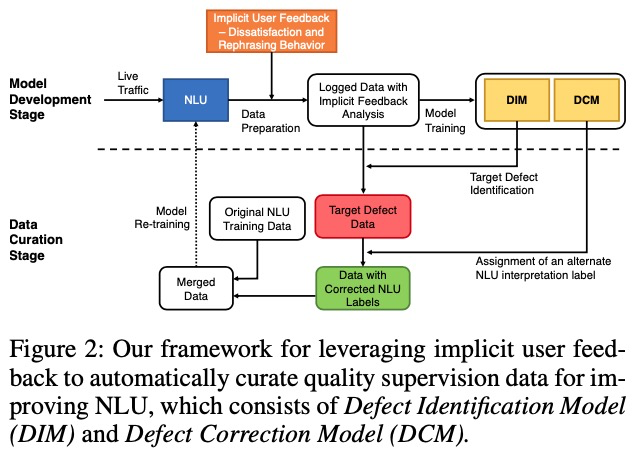 Implicit User Feedback
– Dissatisfaction and
Rephrasing Behavior
Model
Development
Stage
Live
Traffic
NLU
Data
Preparation
Logged Data with
Implicit Feedback
Analysis
Model
Training
DIM
DCM
Target Defect
Identification
Data
Curation
Stage
Model
Re-training
Original NLU
Training Data
Target Defect
Data
Assignment of an alternate
NLU interpretation label
Merged
Data
Data with
Corrected NLU
Labels
Figure 2: Our framework for leveraging implicit user feed-
back to automatically curate quality supervision data for im-
proving NLU, which consists of Defect Identification Model
(DIM) and Defect Correction Model (DCM).